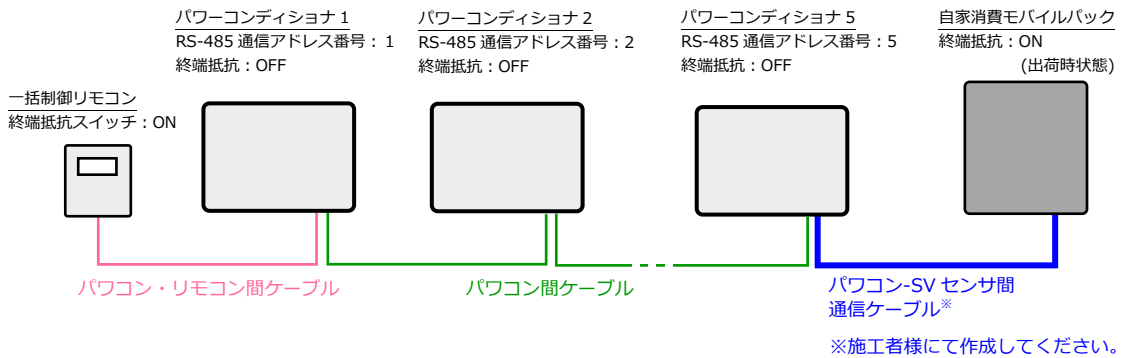 パワーコンディショナ 1
RS-485 通信アドレス番号：1
終端抵抗：OFF
パワーコンディショナ 2
RS-485 通信アドレス番号：2
終端抵抗：OFF
パワーコンディショナ 5
RS-485 通信アドレス番号：5
終端抵抗：OFF
自家消費モバイルパック
終端抵抗：ON
(出荷時状態)
一括制御リモコン
終端抵抗スイッチ：ON
パワコン・リモコン間ケーブル
パワコン間ケーブル
パワコン-SV センサ間
通信ケーブル※
※施工者様にて作成してください。